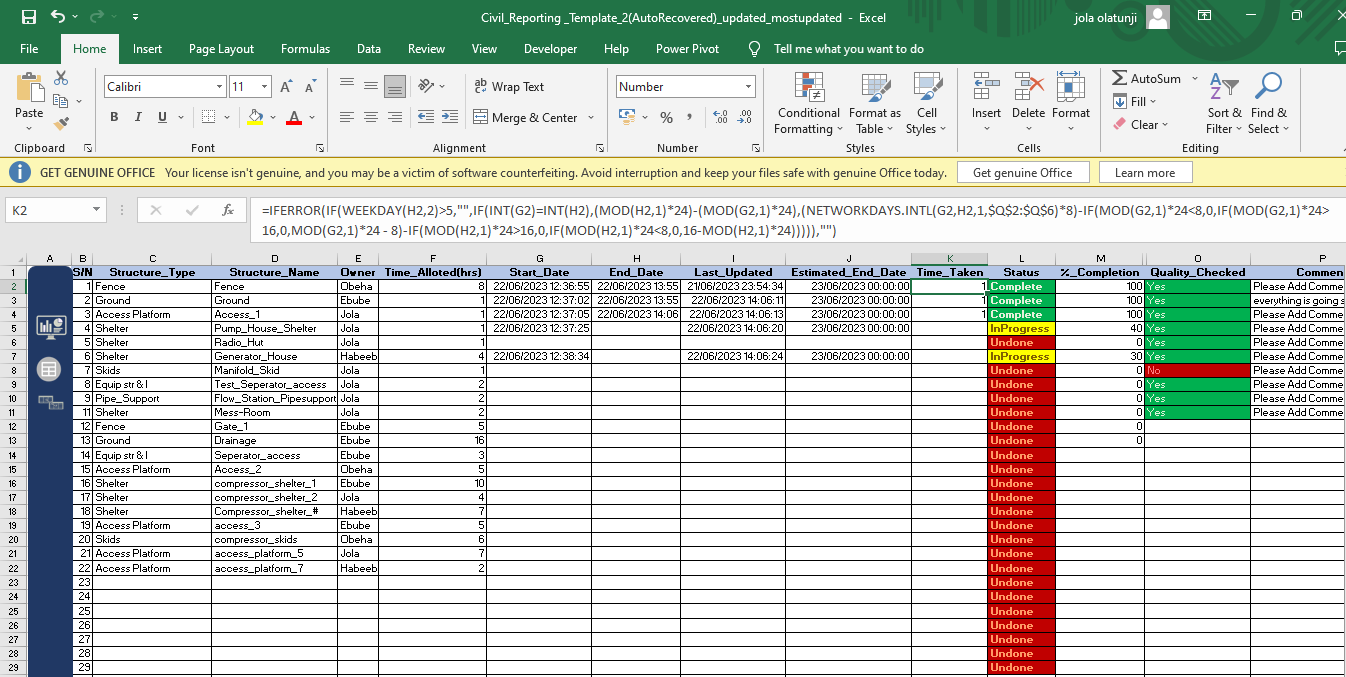 Civil_Reporting _Template_2(AutoRecovered)_updated_mostupdated - Excel
jola olatunji
File Home Insert Page Layout Formulas Data Review View Developer Help Power Pivot Tell me what you want to do
Paste
Clipboard
Calibri 11
B I U
Font
Wrap Text
Merge & Center
Alignment
Number
Number
Conditional Formatting
Format as Table
Cell Styles
Styles
Insert Delete Format
Cells
AutoSum
Fill
Clear
Sort & Filter
Find & Select
Editing
GET GENUINE OFFICE Your license isn't genuine, and you may be a victim of software counterfeiting. Avoid interruption and keep your files safe with genuine Office today. Get genuine Office Learn more
K2 fx =IFERROR(IF(WEEKDAY(H2,2)>5,"",IF(INT(G2)=INT(H2),(MOD(H2,1)*24)-(MOD(G2,1)*24),(NETWORKDAYS.INTL(G2,H2,1,$Q$2:$Q$6)*8)-IF(MOD(G2,1)*24<8,0,IF(MOD(G2,1)*24>
16,0,MOD(G2,1)*24 - 8)-IF(MOD(H2,1)*24>16,0,IF(MOD(H2,1)*24<8,0,16-MOD(H2,1)*24))))),"")
A B C D E F G H I J K L M O P
1 S/N Structure_Type Structure_Name Owner Time_Alloted(hrs) Start_Date End_Date Last_Updated Estimated_End_Date Time_Taken Status %_Completion Quality_Checked Commen
2 1 Fence Fence Obeha 8 22/06/2023 12:36:55 22/06/2023 13:55 21/06/2023 23:54:34 23/06/2023 00:00:00 1 Complete 100 Yes Please Add Comme
3 2 Ground Ground Ebube 1 22/06/2023 12:37:02 22/06/2023 13:55 22/06/2023 14:06:11 23/06/2023 00:00:00 1 Complete 100 Yes everything is going s
4 3 Access Platform Access_1 Jola 1 22/06/2023 12:37:05 22/06/2023 14:06 22/06/2023 14:06:13 23/06/2023 00:00:00 1 Complete 100 Yes Please Add Comme
5 4 Shelter Pump_House_Shelter Jola 1 22/06/2023 12:37:25 22/06/2023 14:06:20 23/06/2023 00:00:00 InProgress 40 Yes Please Add Comme
6 5 Shelter Radio_Hut Jola 1 Undone 0 Yes Please Add Comme
7 6 Shelter Generator_House Habeeb 4 22/06/2023 12:38:34 22/06/2023 14:06:24 23/06/2023 00:00:00 InProgress 30 Yes Please Add Comme
8 7 Skids Manifold_Skid Jola 1 Undone 0 No Please Add Comme
9 8 Equip str & I Test_Seperator_access Jola 2 Undone 0 Yes Please Add Comme
10 9 Pipe_Support Flow_Station_Pipesupport Jola 2 Undone 0 Yes Please Add Comme
11 10 Shelter Mess-Room Jola 2 Undone 0 Yes Please Add Comme
12 12 Fence Gate_1 Ebube 5 Undone 0
13 13 Ground Drainage Ebube 16 Undone 0
14 14 Equip str & I Seperator_access Ebube 3 Undone
15 15 Access Platform Access_2 Obeha 5 Undone
16 16 Shelter compressor_shelter_1 Ebube 10 Undone
17 17 Shelter compressor_shelter_2 Jola 4 Undone
18 18 Shelter Compressor_shelter_# Habeeb 7 Undone
19 19 Access Platform access_3 Ebube 5 Undone
20 20 Skids compressor_skids Obeha 6 Undone
21 21 Access Platform access_platform_5 Jola 7 Undone
22 22 Access Platform access_platform_7 Habeeb 2 Undone
23 23 Undone
24 24 Undone
25 25 Undone
26 26 Undone
27 27 Undone
28 28 Undone
29 29 Undone